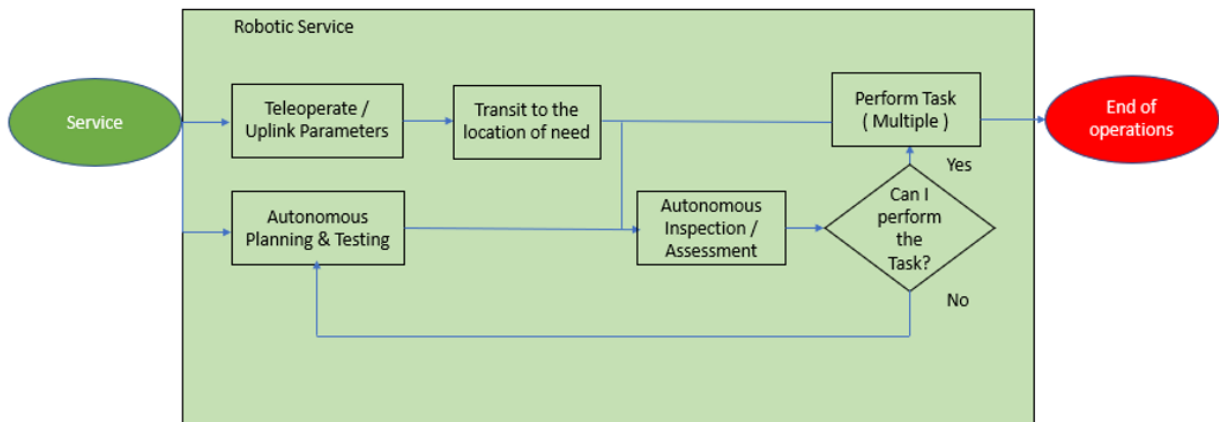 Robotic Service
Service
Teleoperate /
Uplink Parameters
Transit to the
location of need
Perform Task
( Multiple )
End of
operations
Autonomous
Planning & Testing
Autonomous
Inspection /
Assessment
Can I
perform
the
Task?
Yes
No